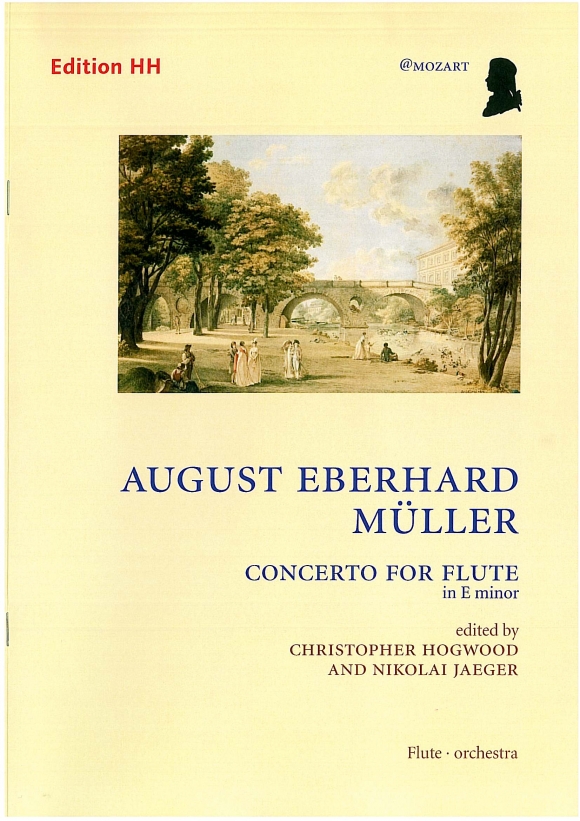 Edition HH
@MOZART
AUGUST EBERHARD
MÜLLER
CONCERTO FOR FLUTE
in E minor
edited by
CHRISTOPHER HOGWOOD
AND NIKOLAI JAEGER
Flute · orchestra